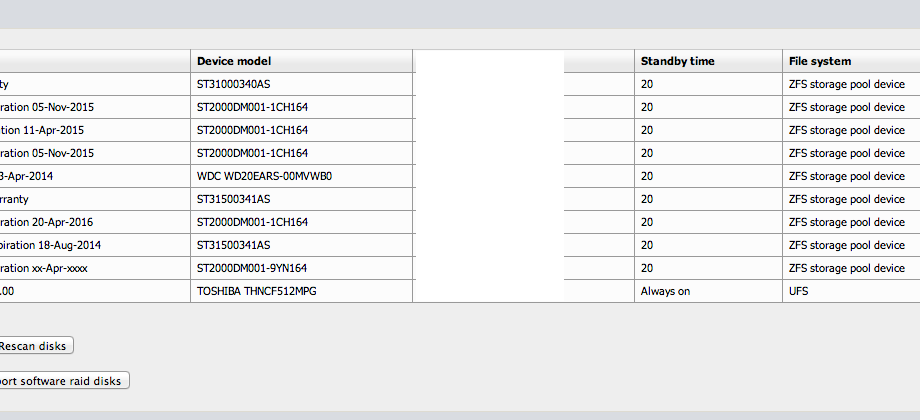 Device model Standby time File system
ty ST31000340AS 20 ZFS storage pool device
ration 05-Nov-2015 ST2000DM001-1CH164 20 ZFS storage pool device
tion 11-Apr-2015 ST2000DM001-1CH164 20 ZFS storage pool device
ration 05-Nov-2015 ST2000DM001-1CH164 20 ZFS storage pool device
3-Apr-2014 WDC WD20EARS-00MVWB0 20 ZFS storage pool device
rranty ST31500341AS 20 ZFS storage pool device
ration 20-Apr-2016 ST2000DM001-1CH164 20 ZFS storage pool device
piration 18-Aug-2014 ST31500341AS 20 ZFS storage pool device
ration xx-Apr-xxxx ST2000DM001-9YN164 20 ZFS storage pool device
.00 TOSHIBA THNCF512MPG Always on UFS
Rescan disks
port software raid disks